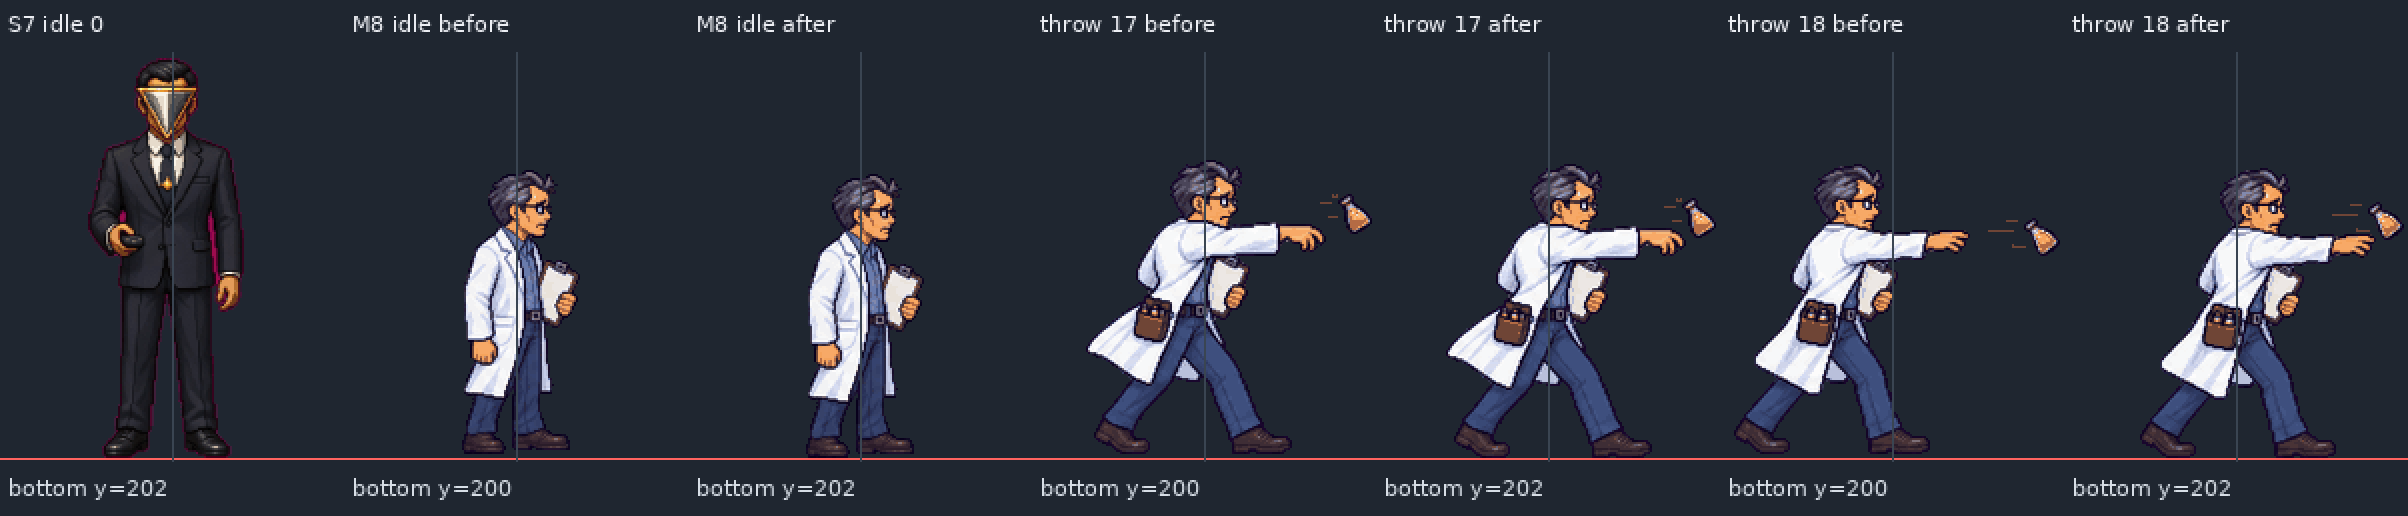 S7 idle 0
M8 idle before
M8 idle after
throw 17 before
throw 17 after
throw 18 before
throw 18 after
bottom y=202
bottom y=200
bottom y=202
bottom y=200
bottom y=202
bottom y=200
bottom y=202